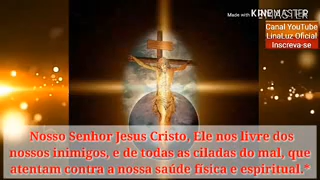 Made with KINEMASTER
Canal YouTube
LinaLuz Oficial
Inscreva-se
Nosso Senhor Jesus Cristo, Ele nos livre dos
nossos inimigos, e de todas as ciladas do mal, que
atentam contra a nossa saúde física e espiritual.*